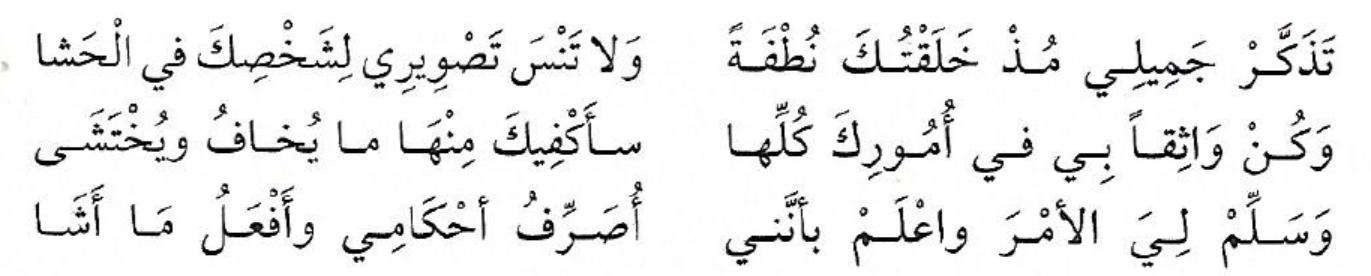 تَذَكَّرْ جَمِيلِي مُذْ خَلَقْتُكَ نُطْفَةً وَلا تَنْسَ تَصْوِيرِي لِشَخْصِكَ في الْحَشا
وَكُنْ وَاثِقاً بِي في أُمُورِكَ كُلِّها سأَكْفِيكَ مِنْهَا ما يُخافُ ويُخْتَشَى
وَسَلِّمْ لِيَ الأمْرَ واعْلَمْ بأنَّني أُصَرِّفُ أحْكَامِي وأَفْعَلُ مَا أَشَا